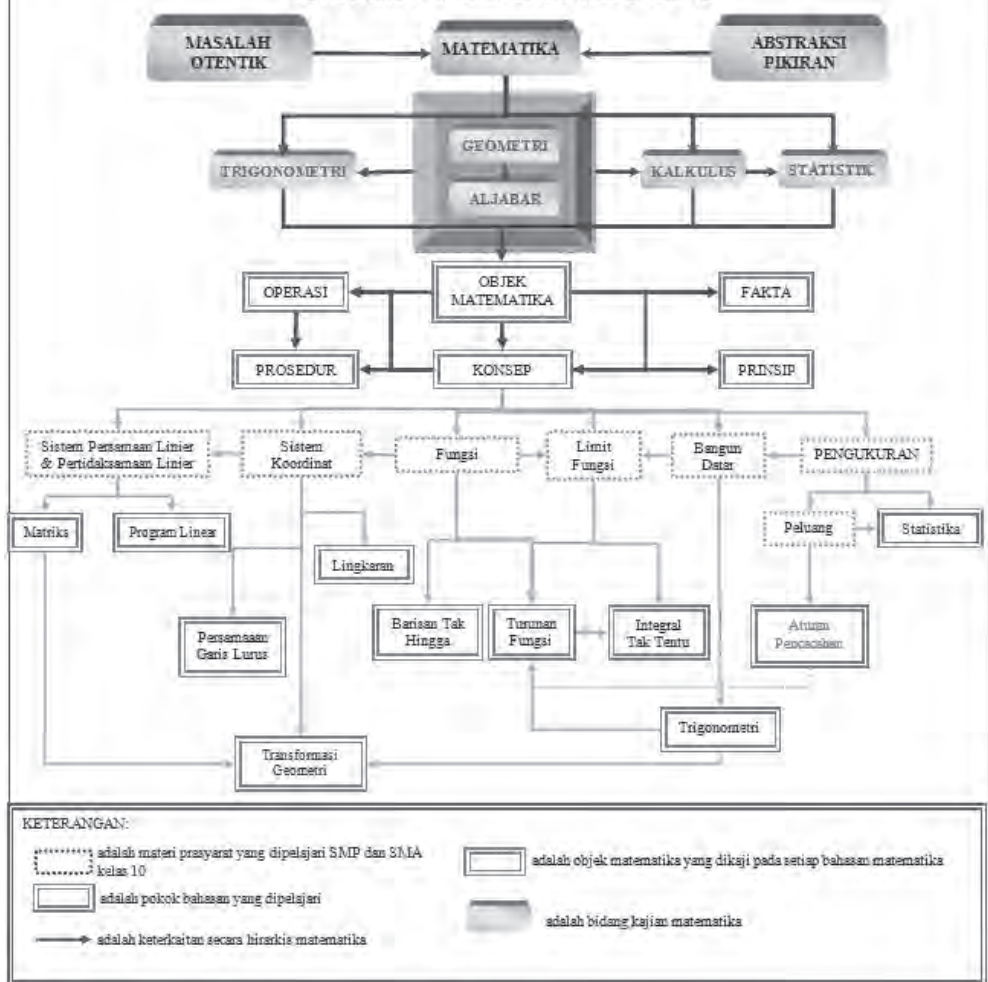 MASALAH
OTENTIK
MATEMATIKA
ABSTRAKSI
PIKIRAN
GEOMETRI
TRIGONOMETRI
KALKULUS
STATISTIK
ALJABAR
OPERASI
OBJEK
MATEMATIKA
FAKTA
PROSEDUR
KONSEP
PRINSIP
Sistem Persamaan Linier
& Pertidaksamaan Linier
Sistem
Koordinat
Fungsi
Limit
Fungsi
Bangun
Datar
PENGUKURAN
Matriks
Program Linear
Peluang
Statistika
Lingkaran
Persamaaan
Garis Lurus
Barisan Tak
Hingga
Turunan
Fungsi
Integral
Tak Tentu
Aturan
Pencacahan
Trigonometri
Transformasi
Geometri
KETERANGAN:
adalah materi prasyarat yang dipelajari SMP dan SMA
kelas 10
adalah objek matematika yang dikaji pada setiap bahasan matematika
adalah pokok bahasan yang dipelajari
adalah bidang kajian matematika
adalah keterkaitan secara hirarkis matematika